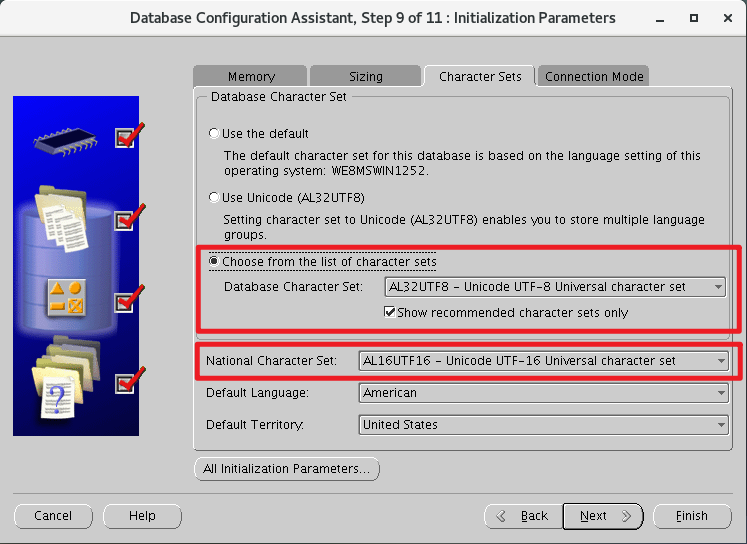 Database Configuration Assistant, Step 9 of 11 : Initialization Parameters
Memory
Sizing
Character Sets
Connection Mode
Database Character Set
Use the default
The default character set for this database is based on the language setting of this
operating system: WE8MSWIN1252.
Use Unicode (AL32UTF8)
Setting character set to Unicode (AL32UTF8) enables you to store multiple language
groups.
Choose from the list of character sets
Database Character Set: AL32UTF8 - Unicode UTF-8 Universal character set
Show recommended character sets only
National Character Set: AL16UTF16 - Unicode UTF-16 Universal character set
Default Language: American
Default Territory: United States
All Initialization Parameters...
Cancel
Help
Back
Next
Finish
?